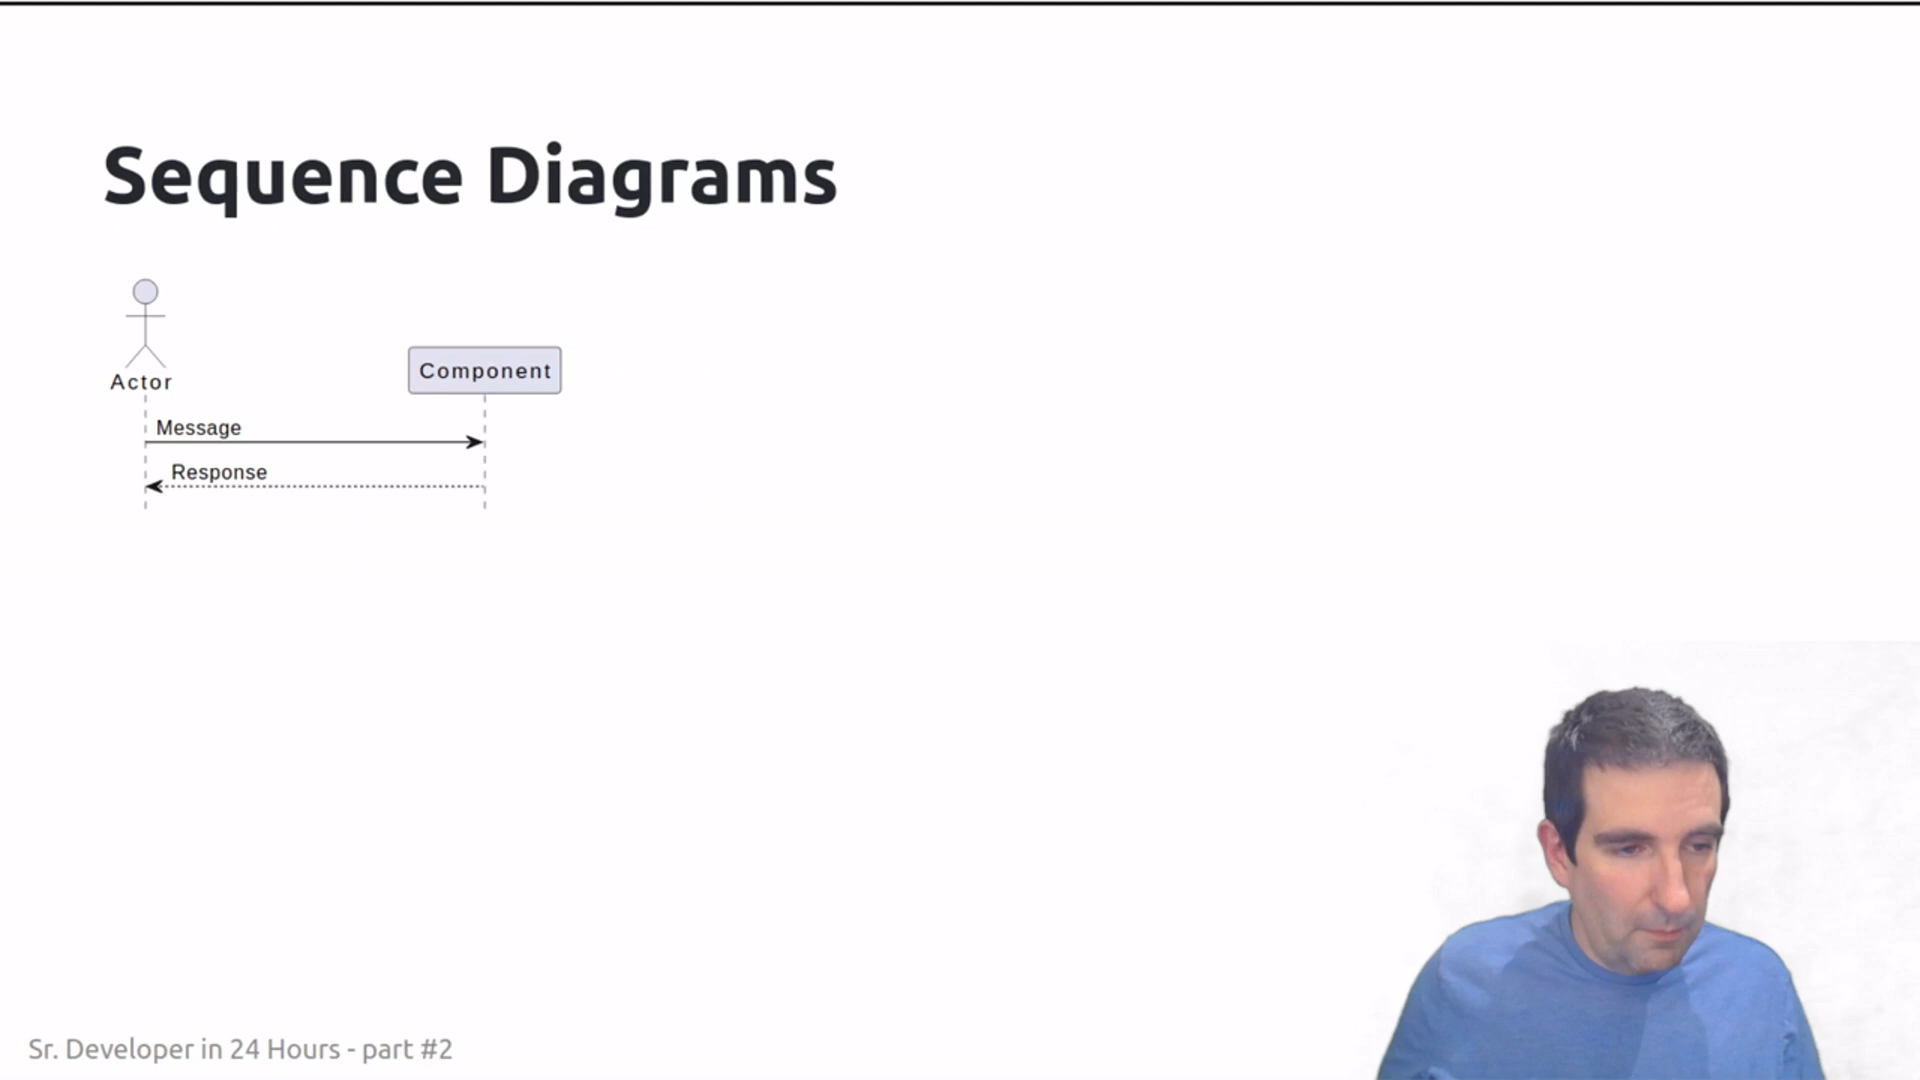 Sequence Diagrams
Actor
Component
Message
Response
Sr. Developer in 24 Hours - part #2